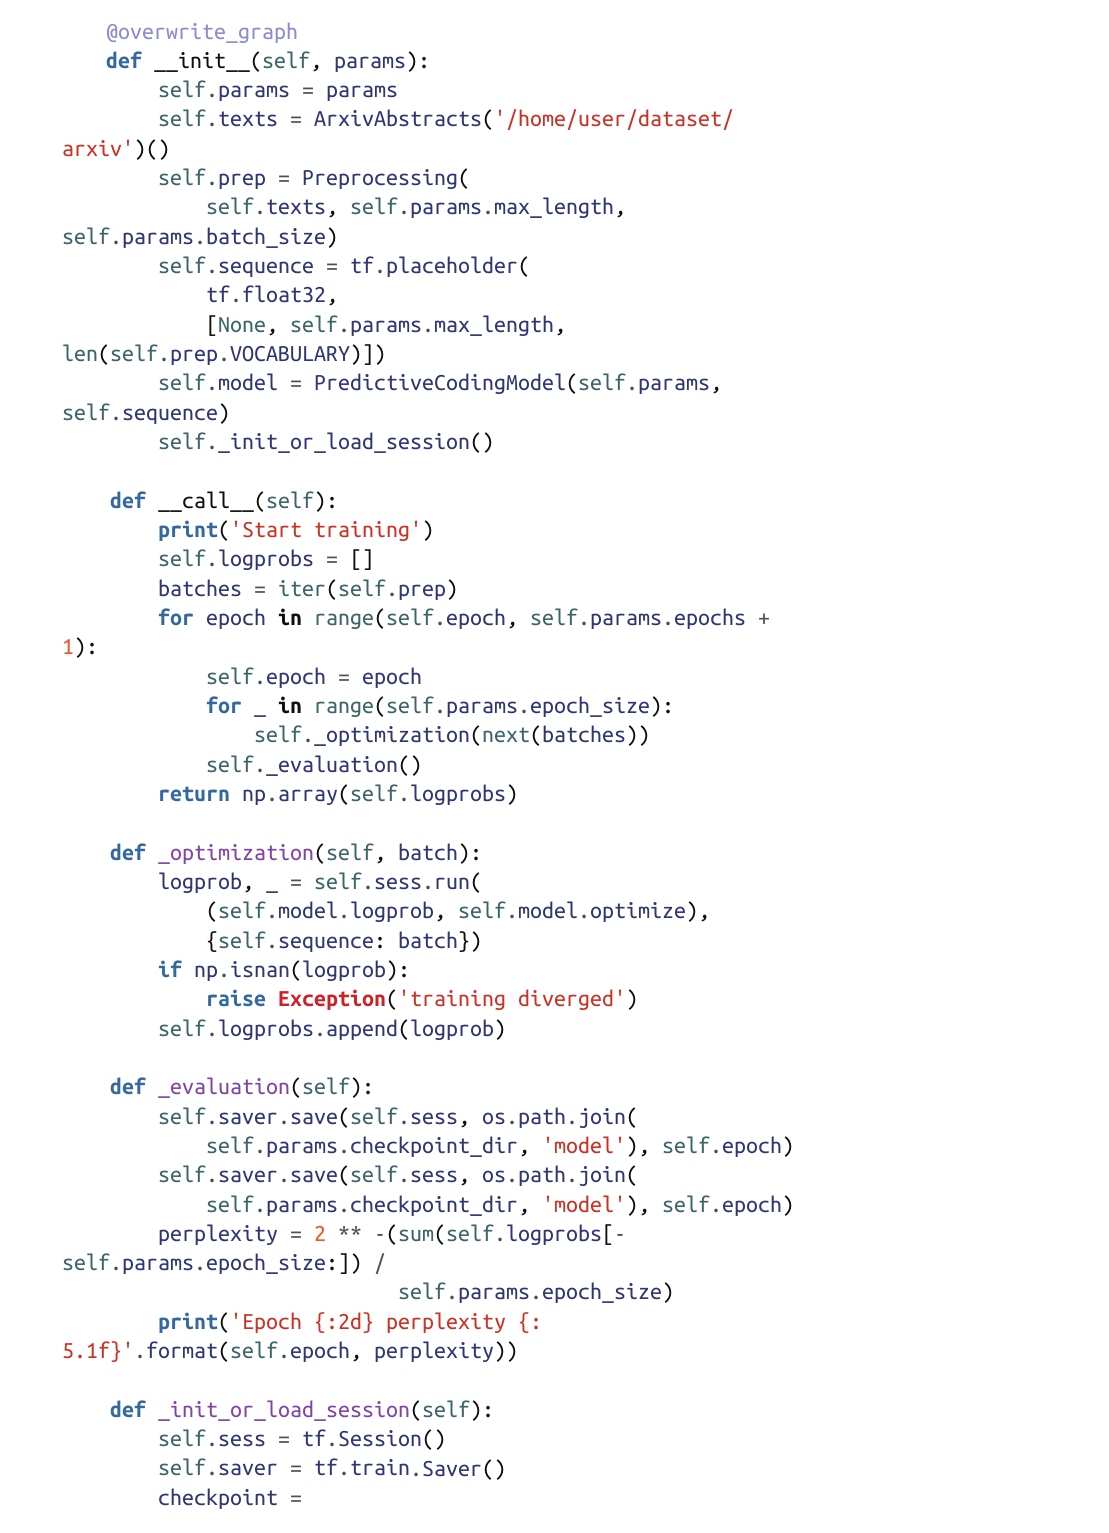 @overwrite_graph
def __init__(self, params):
self.params = params
self.texts = ArxivAbstracts('/home/user/dataset/
arxiv')()
self.prep = Preprocessing(
self.texts, self.params.max_length,
self.params.batch_size)
self.sequence = tf.placeholder(
tf.float32,
[None, self.params.max_length,
len(self.prep.VOCABULARY)])
self.model = PredictiveCodingModel(self.params,
self.sequence)
self._init_or_load_session()

def __call__(self):
print('Start training')
self.logprobs = []
batches = iter(self.prep)
for epoch in range(self.epoch, self.params.epochs +
1):
self.epoch = epoch
for _ in range(self.params.epoch_size):
self._optimization(next(batches))
self._evaluation()
return np.array(self.logprobs)

def _optimization(self, batch):
logprob, _ = self.sess.run(
(self.model.logprob, self.model.optimize),
{self.sequence: batch})
if np.isnan(logprob):
raise Exception('training diverged')
self.logprobs.append(logprob)

def _evaluation(self):
self.saver.save(self.sess, os.path.join(
self.params.checkpoint_dir, 'model'), self.epoch)
self.saver.save(self.sess, os.path.join(
self.params.checkpoint_dir, 'model'), self.epoch)
perplexity = 2 ** -(sum(self.logprobs[-
self.params.epoch_size:]) /
self.params.epoch_size)
print('Epoch {:2d} perplexity {:
5.1f}'.format(self.epoch, perplexity))

def _init_or_load_session(self):
self.sess = tf.Session()
self.saver = tf.train.Saver()
checkpoint =